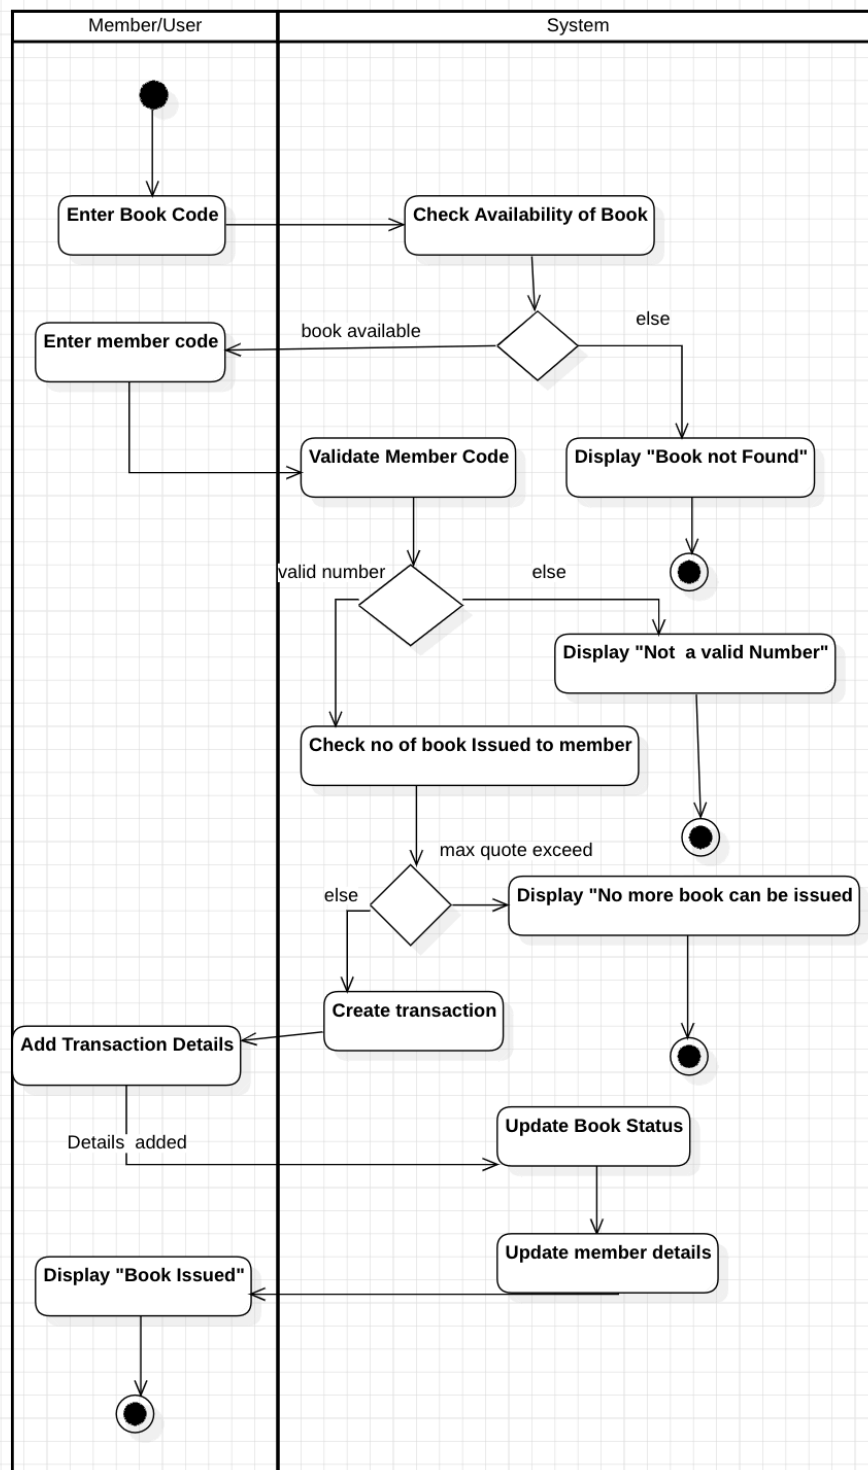 Member/User
System
Enter Book Code
Check Availability of Book
else
book available
Enter member code
Validate Member Code
Display "Book not Found"
valid number
else
Display "Not  a valid Number"
Check no of book Issued to member
max quote exceed
else
Display "No more book can be issued
Create transaction
Add Transaction Details
Update Book Status
Details  added
Update member details
Display "Book Issued"